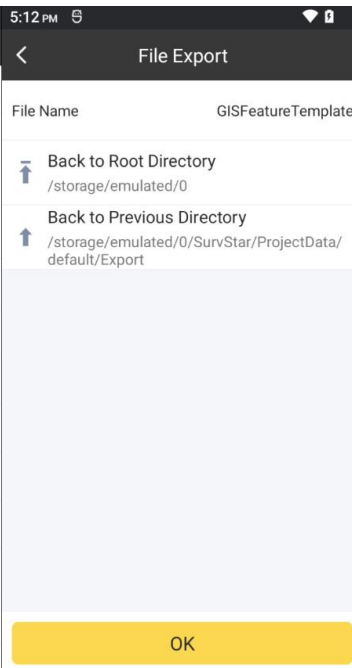 5:12 PM
File Export
File Name GISFeatureTemplate
Back to Root Directory
/storage/emulated/0
Back to Previous Directory
/storage/emulated/0/SurvStar/ProjectData/
default/Export
OK